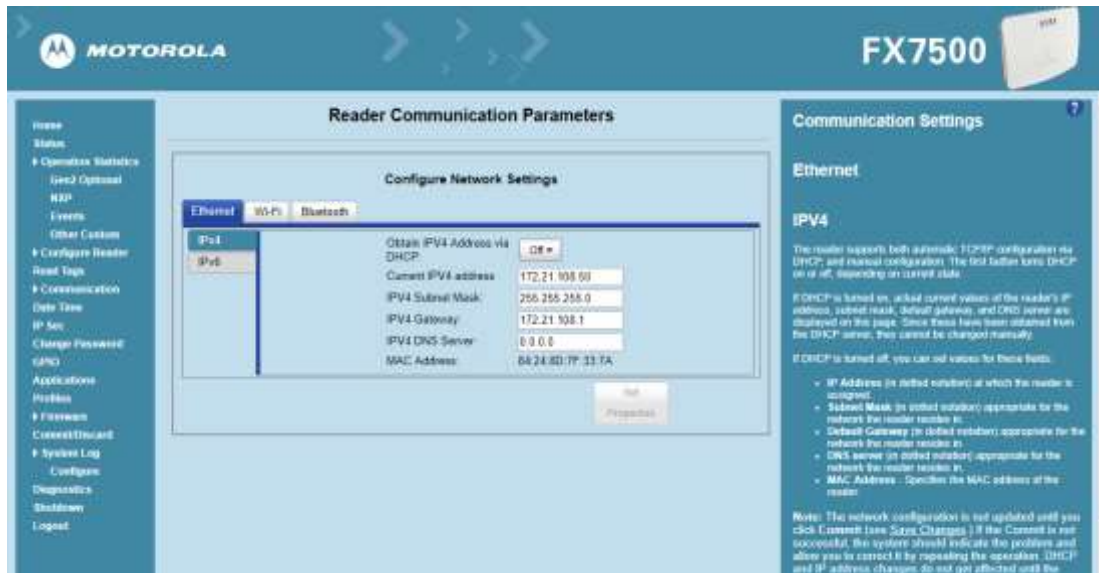 MOTOROLA
FX7500
Home
Status
Operation Statistics
Gen2 Optional
NXP
Events
Other Custom
Configure Reader
Read Tags
Communication
Date Time
IP Sec
Change Password
GPIO
Applications
Profiles
Firmware
Commit/Discard
System Log
Configure
Diagnostics
Shutdown
Logout
Reader Communication Parameters
Configure Network Settings
Ethernet Wi-Fi Bluetooth
IPv4
IPv6
Obtain IPV4 Address via
DHCP
Off
Current IPV4 address 172.21.108.60
IPV4 Subnet Mask: 255.255.255.0
IPV4 Gateway: 172.21.108.1
IPV4 DNS Server 0.0.0.0
MAC Address: 84:24:8D:7F:33:7A
Set
Properties
?
Communication Settings
Ethernet
IPV4
The reader supports both automatic TCP/IP configuration via
DHCP, and manual configuration. The first button turns DHCP
on or off, depending on current state.
If DHCP is turned on, actual current values of the reader's IP
address, subnet mask, default gateway, and DNS server are
displayed on this page. Since these have been obtained from
the DHCP server, they cannot be changed manually.
If DHCP is turned off, you can set values for these fields:
• IP Address (in dotted notation) at which the reader is
assigned.
• Subnet Mask (in dotted notation) appropriate for the
network the reader resides in.
• Default Gateway (in dotted notation) appropriate for the
network the reader resides in.
• DNS server (in dotted notation) appropriate for the
network the reader resides in.
• MAC Address : Specifies the MAC address of the
reader.
Note: The network configuration is not updated until you
click Commit (see Save Changes.) If the Commit is not
successful, the system should indicate the problem and
allow you to correct it by repeating the operation. DHCP
and IP address changes do not get affected until the